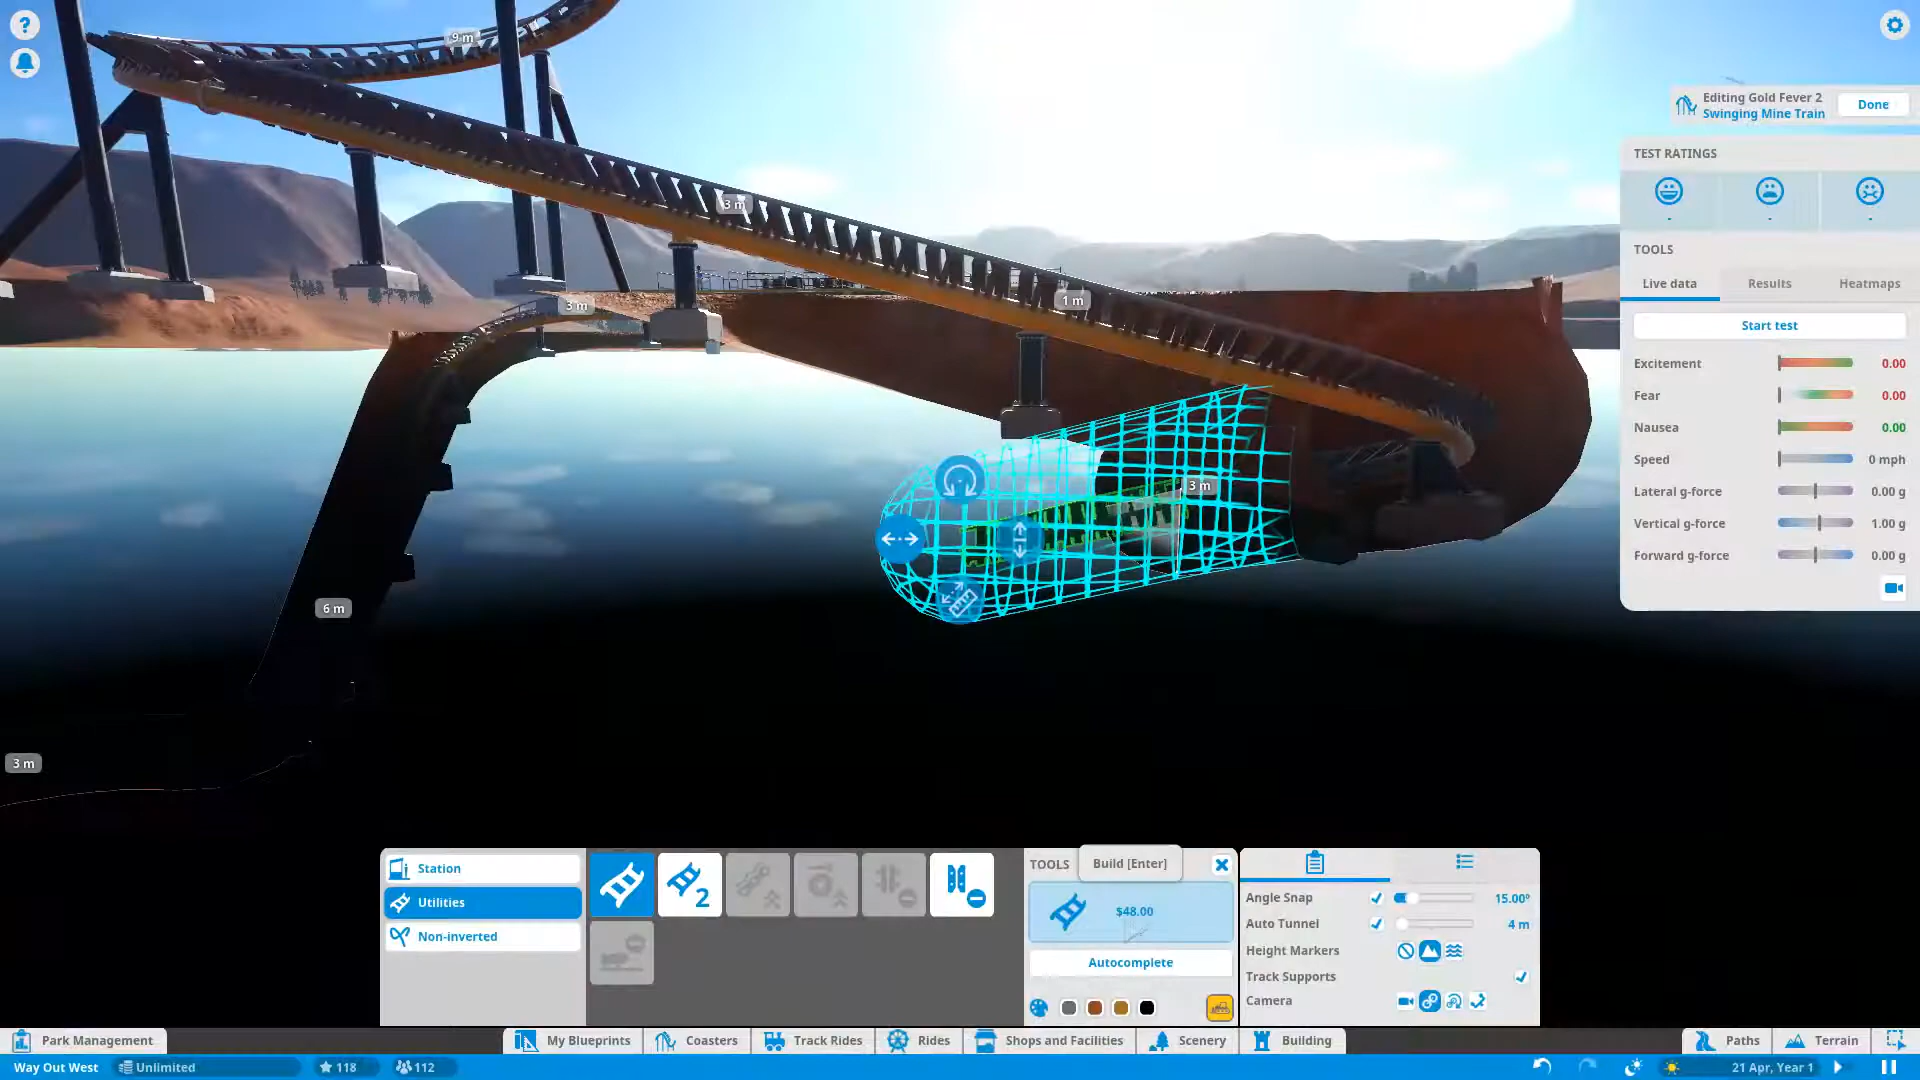 ?
9 m
Editing Gold Fever 2
Swinging Mine Train
Done
TEST RATINGS
-
-
-
3 m
TOOLS
Live data
Results
Heatmaps
1 m
3 m
Start test
Excitement
0.00
Fear
0.00
Nausea
0.00
Speed
0 mph
3 m
Lateral g-force
0.00 g
Vertical g-force
1.00 g
Forward g-force
0.00 g
6 m
3 m
Station
Utilities
Non-inverted
2
TOOLS
Build [Enter]
$48.00
Autocomplete
Angle Snap
15.00°
Auto Tunnel
4 m
Height Markers
Track Supports
Camera
Park Management
My Blueprints
Coasters
Track Rides
Rides
Shops and Facilities
Scenery
Building
Paths
Terrain
Way Out West
Unlimited
118
112
21 Apr, Year 1